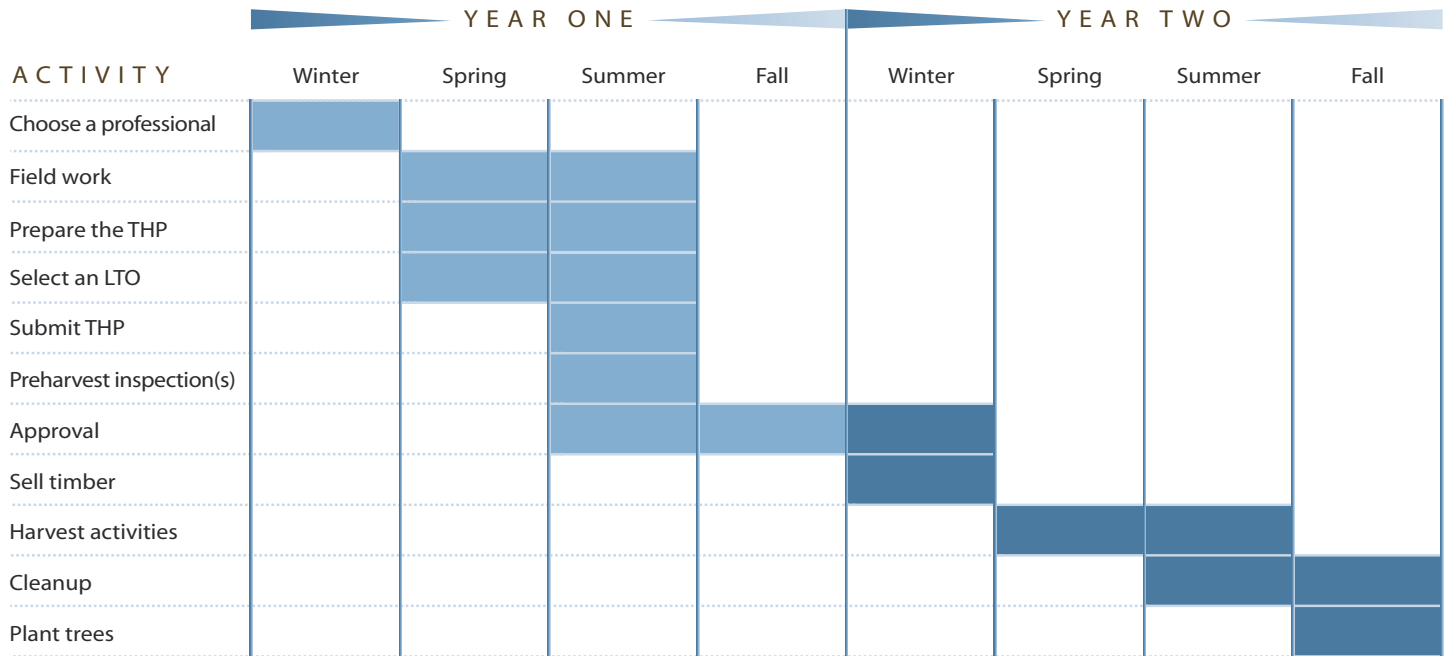 YEAR ONE YEAR TWO
ACTIVITY Winter Spring Summer Fall Winter Spring Summer Fall
Choose a professional
Field work
Prepare the THP
Select an LTO
Submit THP
Preharvest inspection(s)
Approval
Sell timber
Harvest activities
Cleanup
Plant trees